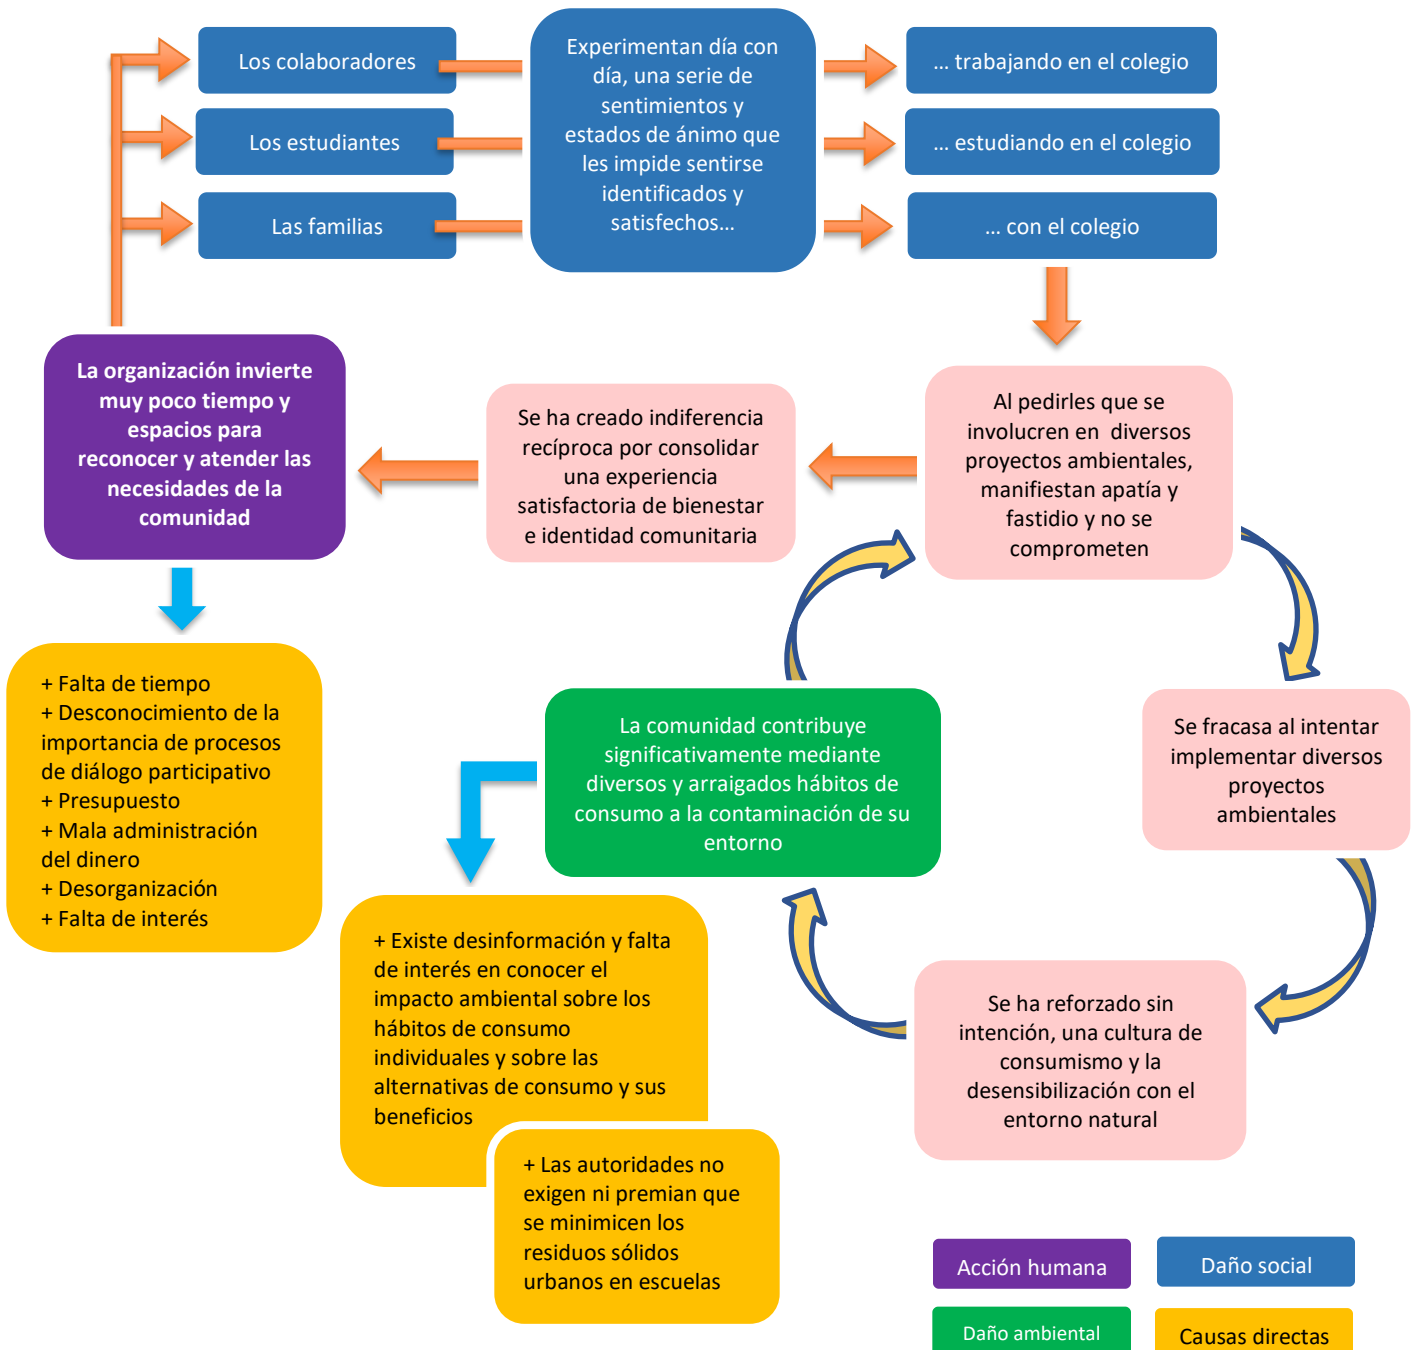 Los colaboradores
Los estudiantes
Las familias
Experimentan día con
día, una serie de
sentimientos y
estados de ánimo que
les impide sentirse
identificados y
satisfechos...
... trabajando en el colegio
... estudiando en el colegio
... con el colegio
La organización invierte
muy poco tiempo y
espacios para
reconocer y atender las
necesidades de la
comunidad
Se ha creado indiferencia
recíproca por consolidar
una experiencia
satisfactoria de bienestar
e identidad comunitaria
Al pedirles que se
involucren en diversos
proyectos ambientales,
manifiestan apatía y
fastidio y no se
comprometen
+ Falta de tiempo
+ Desconocimiento de la
importancia de procesos
de diálogo participativo
+ Presupuesto
+ Mala administración
del dinero
+ Desorganización
+ Falta de interés
La comunidad contribuye
significativamente mediante
diversos y arraigados hábitos de
consumo a la contaminación de su
entorno
Se fracasa al intentar
implementar diversos
proyectos
ambientales
+ Existe desinformación y falta
de interés en conocer el
impacto ambiental sobre los
hábitos de consumo
individuales y sobre las
alternativas de consumo y sus
beneficios
Se ha reforzado sin
intención, una cultura de
consumismo y la
desensibilización con el
entorno natural
+ Las autoridades no
exigen ni premian que
se minimicen los
residuos sólidos
urbanos en escuelas
Acción humana
Daño social
Daño ambiental
Causas directas